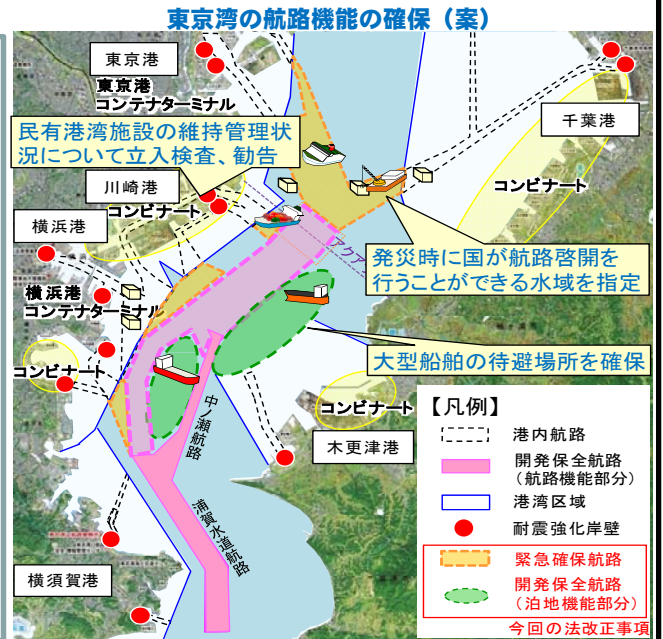 東京湾の航路機能の確保（案）
東京港
東京港
コンテナターミナル
千葉港
民有港湾施設の維持管理状
況について立入検査、勧告
川崎港
コンビナート
コンビナート
横浜港
アクア
発災時に国が航路啓開を
行うことができる水域を指定
横浜港
コンテナターミナル
大型船舶の待避場所を確保
コンビナート
コンビナート
中ノ瀬航路
木更津港
浦賀水道航路
横須賀港
【凡例】
港内航路
開発保全航路
（航路機能部分）
港湾区域
耐震強化岸壁
緊急確保航路
開発保全航路
（泊地機能部分）
今回の法改正事項